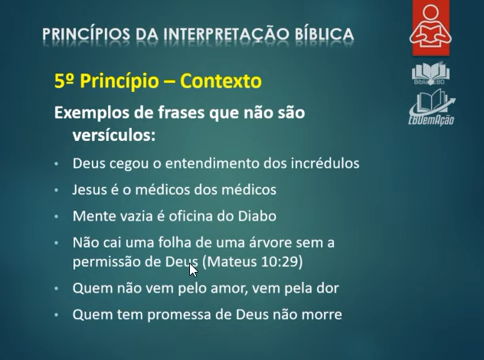 PRINCÍPIOS DA INTERPRETAÇÃO BÍBLICA
5º Princípio – Contexto
Exemplos de frases que não são
versículos:
• Deus cegou o entendimento dos incrédulos
• Jesus é o médicos dos médicos
• Mente vazia é oficina do Diabo
• Não cai uma folha de uma árvore sem a
permissão de Deus (Mateus 10:29)
• Quem não vem pelo amor, vem pela dor
• Quem tem promessa de Deus não morre
EBDemAção